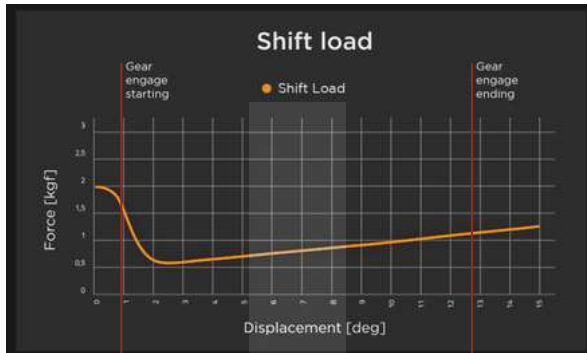 Shift load
Gear
engage
starting
Gear
engage
ending
Shift Load
Force [kgf]
3
2,5
2
1,5
1
0,5
0
0
1
2
3
4
5
6
7
8
9
10
11
12
13
14
15
Displacement [deg]